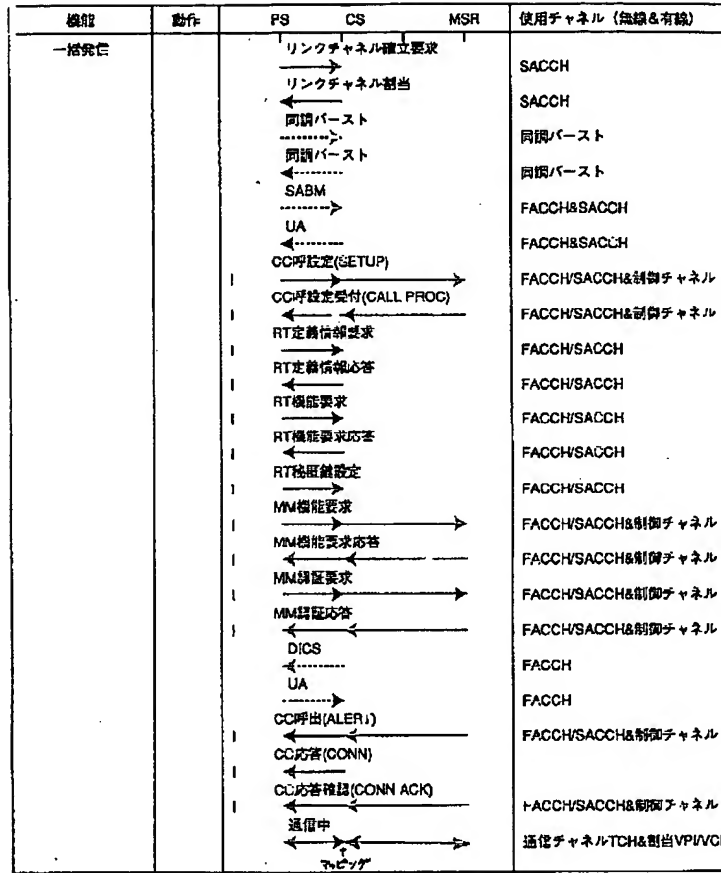 機能 動作 PS CS MSR 使用チャネル (無線&有線)
一括発信
リンクチャネル確立要求
SACCH
リンクチャネル割当
SACCH
同調バースト
同調バースト
同調バースト
同調バースト
SABM
FACCH&SACCH
UA
FACCH&SACCH
CC呼設定(SETUP)
FACCH/SACCH&制御チャネル
CC呼設定受付(CALL PROC)
FACCH/SACCH&制御チャネル
RT定義情報要求
FACCH/SACCH
RT定義情報応答
FACCH/SACCH
RT機能要求
FACCH/SACCH
RT機能要求応答
FACCH/SACCH
RT秘匿鍵設定
FACCH/SACCH
MM機能要求
FACCH/SACCH&制御チャネル
MM機能要求応答
FACCH/SACCH&制御チャネル
MM認証要求
FACCH/SACCH&制御チャネル
MM認証応答
FACCH/SACCH&制御チャネル
DICS
FACCH
UA
FACCH
CC呼出(ALERT)
FACCH/SACCH&制御チャネル
CC応答(CONN)
CC応答確認(CONN ACK)
FACCH/SACCH&制御チャネル
通信中
通信チャネルTCH&割当VPI/VCI
マッピング